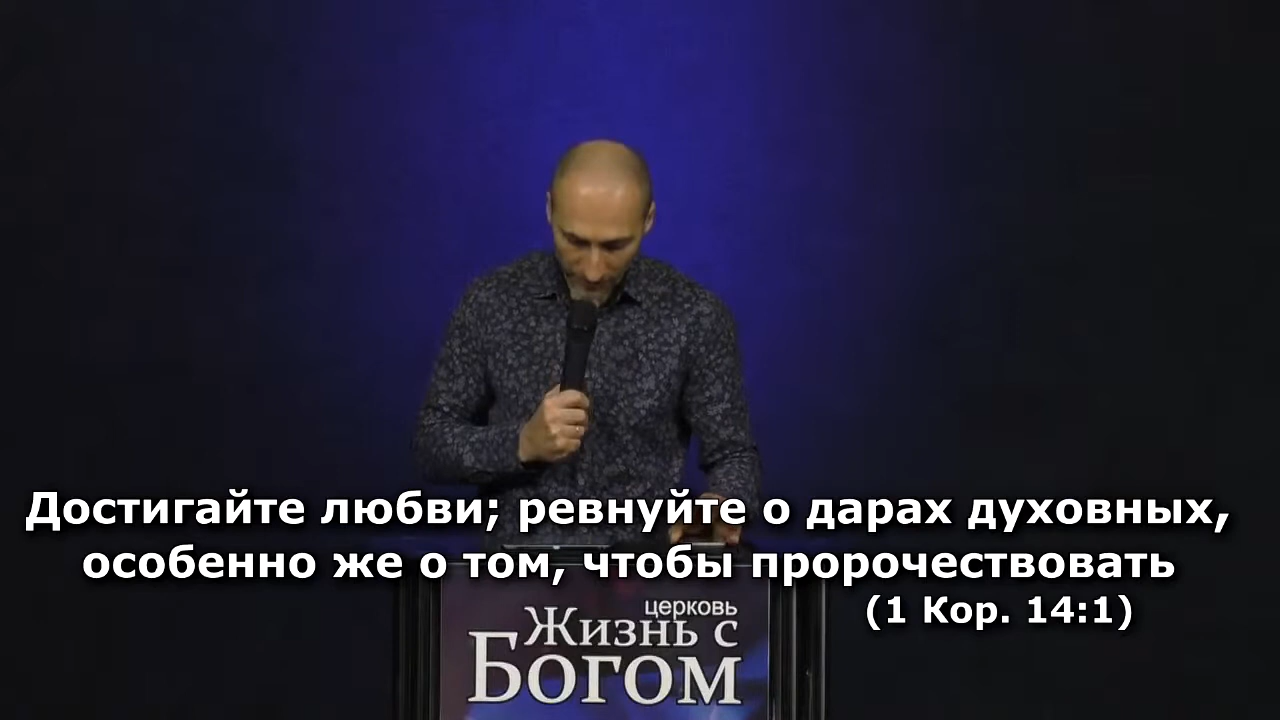 Достигайте любви; ревнуйте о дарах духовных,
особенно же о том, чтобы пророчествовать
(1 Кор. 14:1)
церковь
Жизнь с
Богом